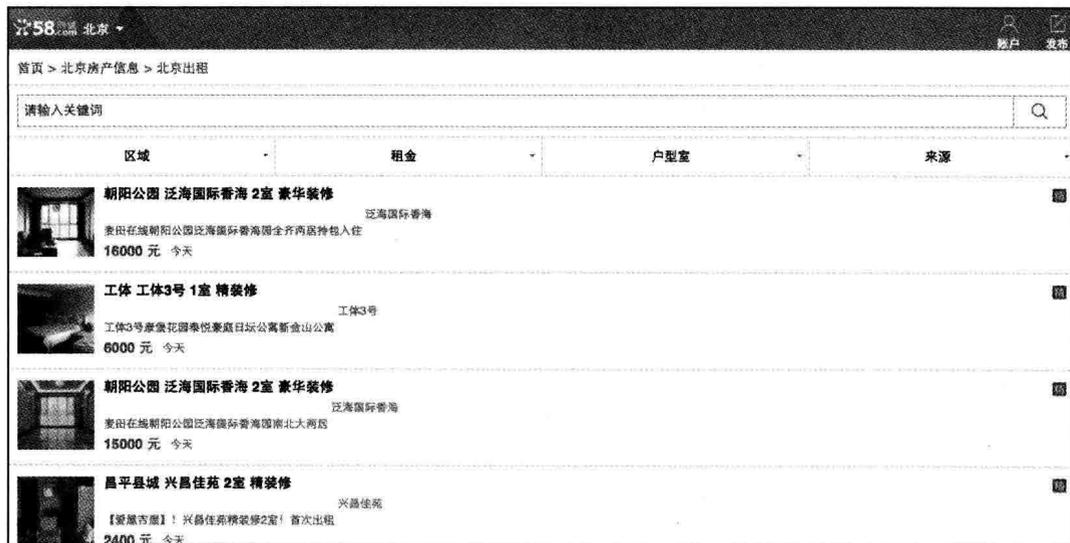 58同城.com 北京
账户 发布
首页 > 北京房产信息 > 北京出租
请输入关键词
区域 租金 户型室 来源
朝阳公园 泛海国际香海 2室 豪华装修 精
泛海国际香海
麦田在线朝阳公园泛海国际香海园全齐两居拎包入住
16000 元 今天
工体 工体3号 1室 精装修 精
工体3号
工体3号康堡花园泰悦豪庭日坛公寓新金山公寓
6000 元 今天
朝阳公园 泛海国际香海 2室 豪华装修 精
泛海国际香海
麦田在线朝阳公园泛海国际香海园南北大两居
15000 元 今天
昌平县城 兴昌佳苑 2室 精装修 精
兴昌佳苑
【爱屋吉屋】！兴昌佳苑精装修2室！首次出租
2400 元 今天